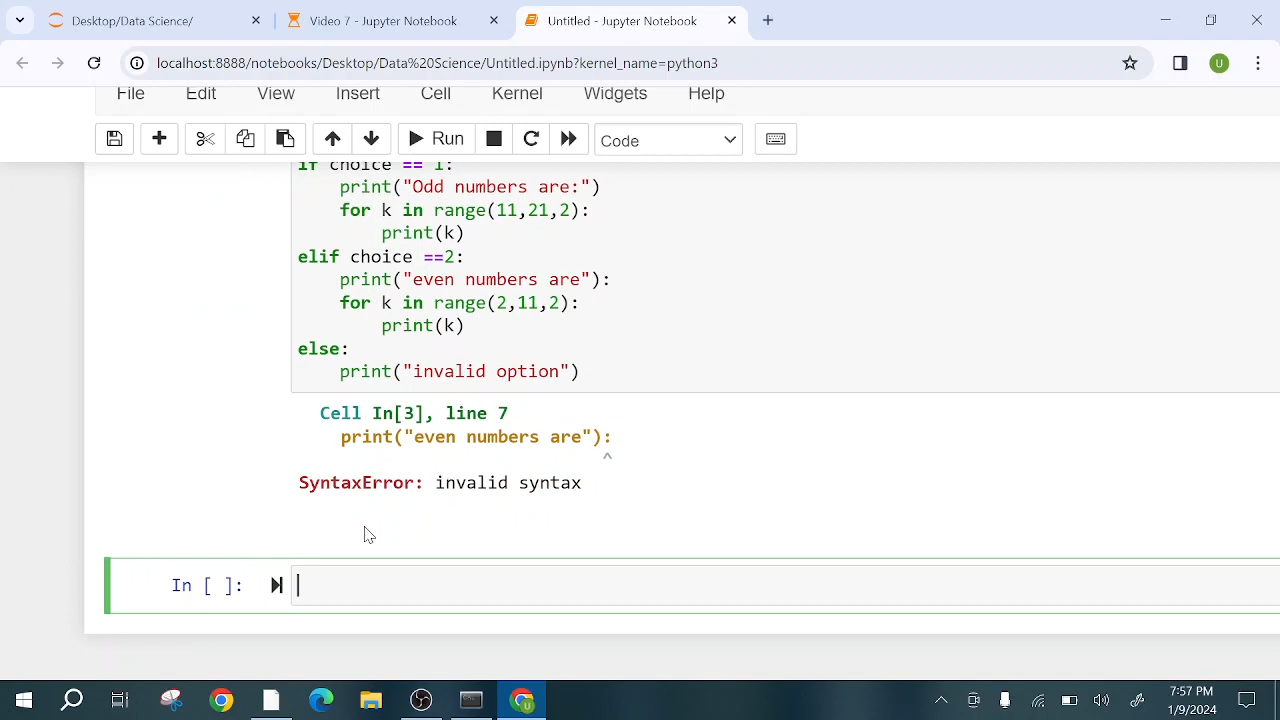 Desktop/Data Science/
Video 7 - Jupyter Notebook
Untitled - Jupyter Notebook
localhost:8888/notebooks/Desktop/Data%20Science/Untitled.ipynb?kernel_name=python3
U
File Edit View Insert Cell Kernel Widgets Help
Run
Code
if choice == 1:
print("Odd numbers are:")
for k in range(11,21,2):
print(k)
elif choice ==2:
print("even numbers are"):
for k in range(2,11,2):
print(k)
else:
print("invalid option")
Cell In[3], line 7
print("even numbers are"):
^
SyntaxError: invalid syntax
In [ ]:
7:57 PM
1/9/2024